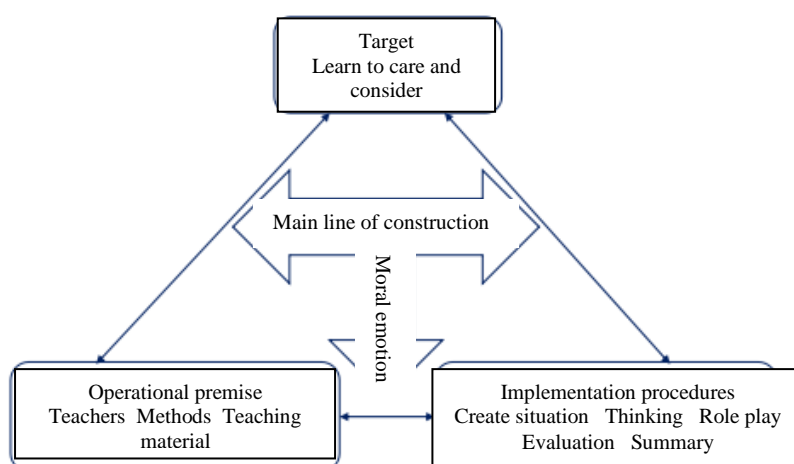 Target
Learn to care and
consider
Main line of construction
Moral emotion
Operational premise
Teachers Methods Teaching
material
Implementation procedures
Create situation Thinking Role play
Evaluation Summary